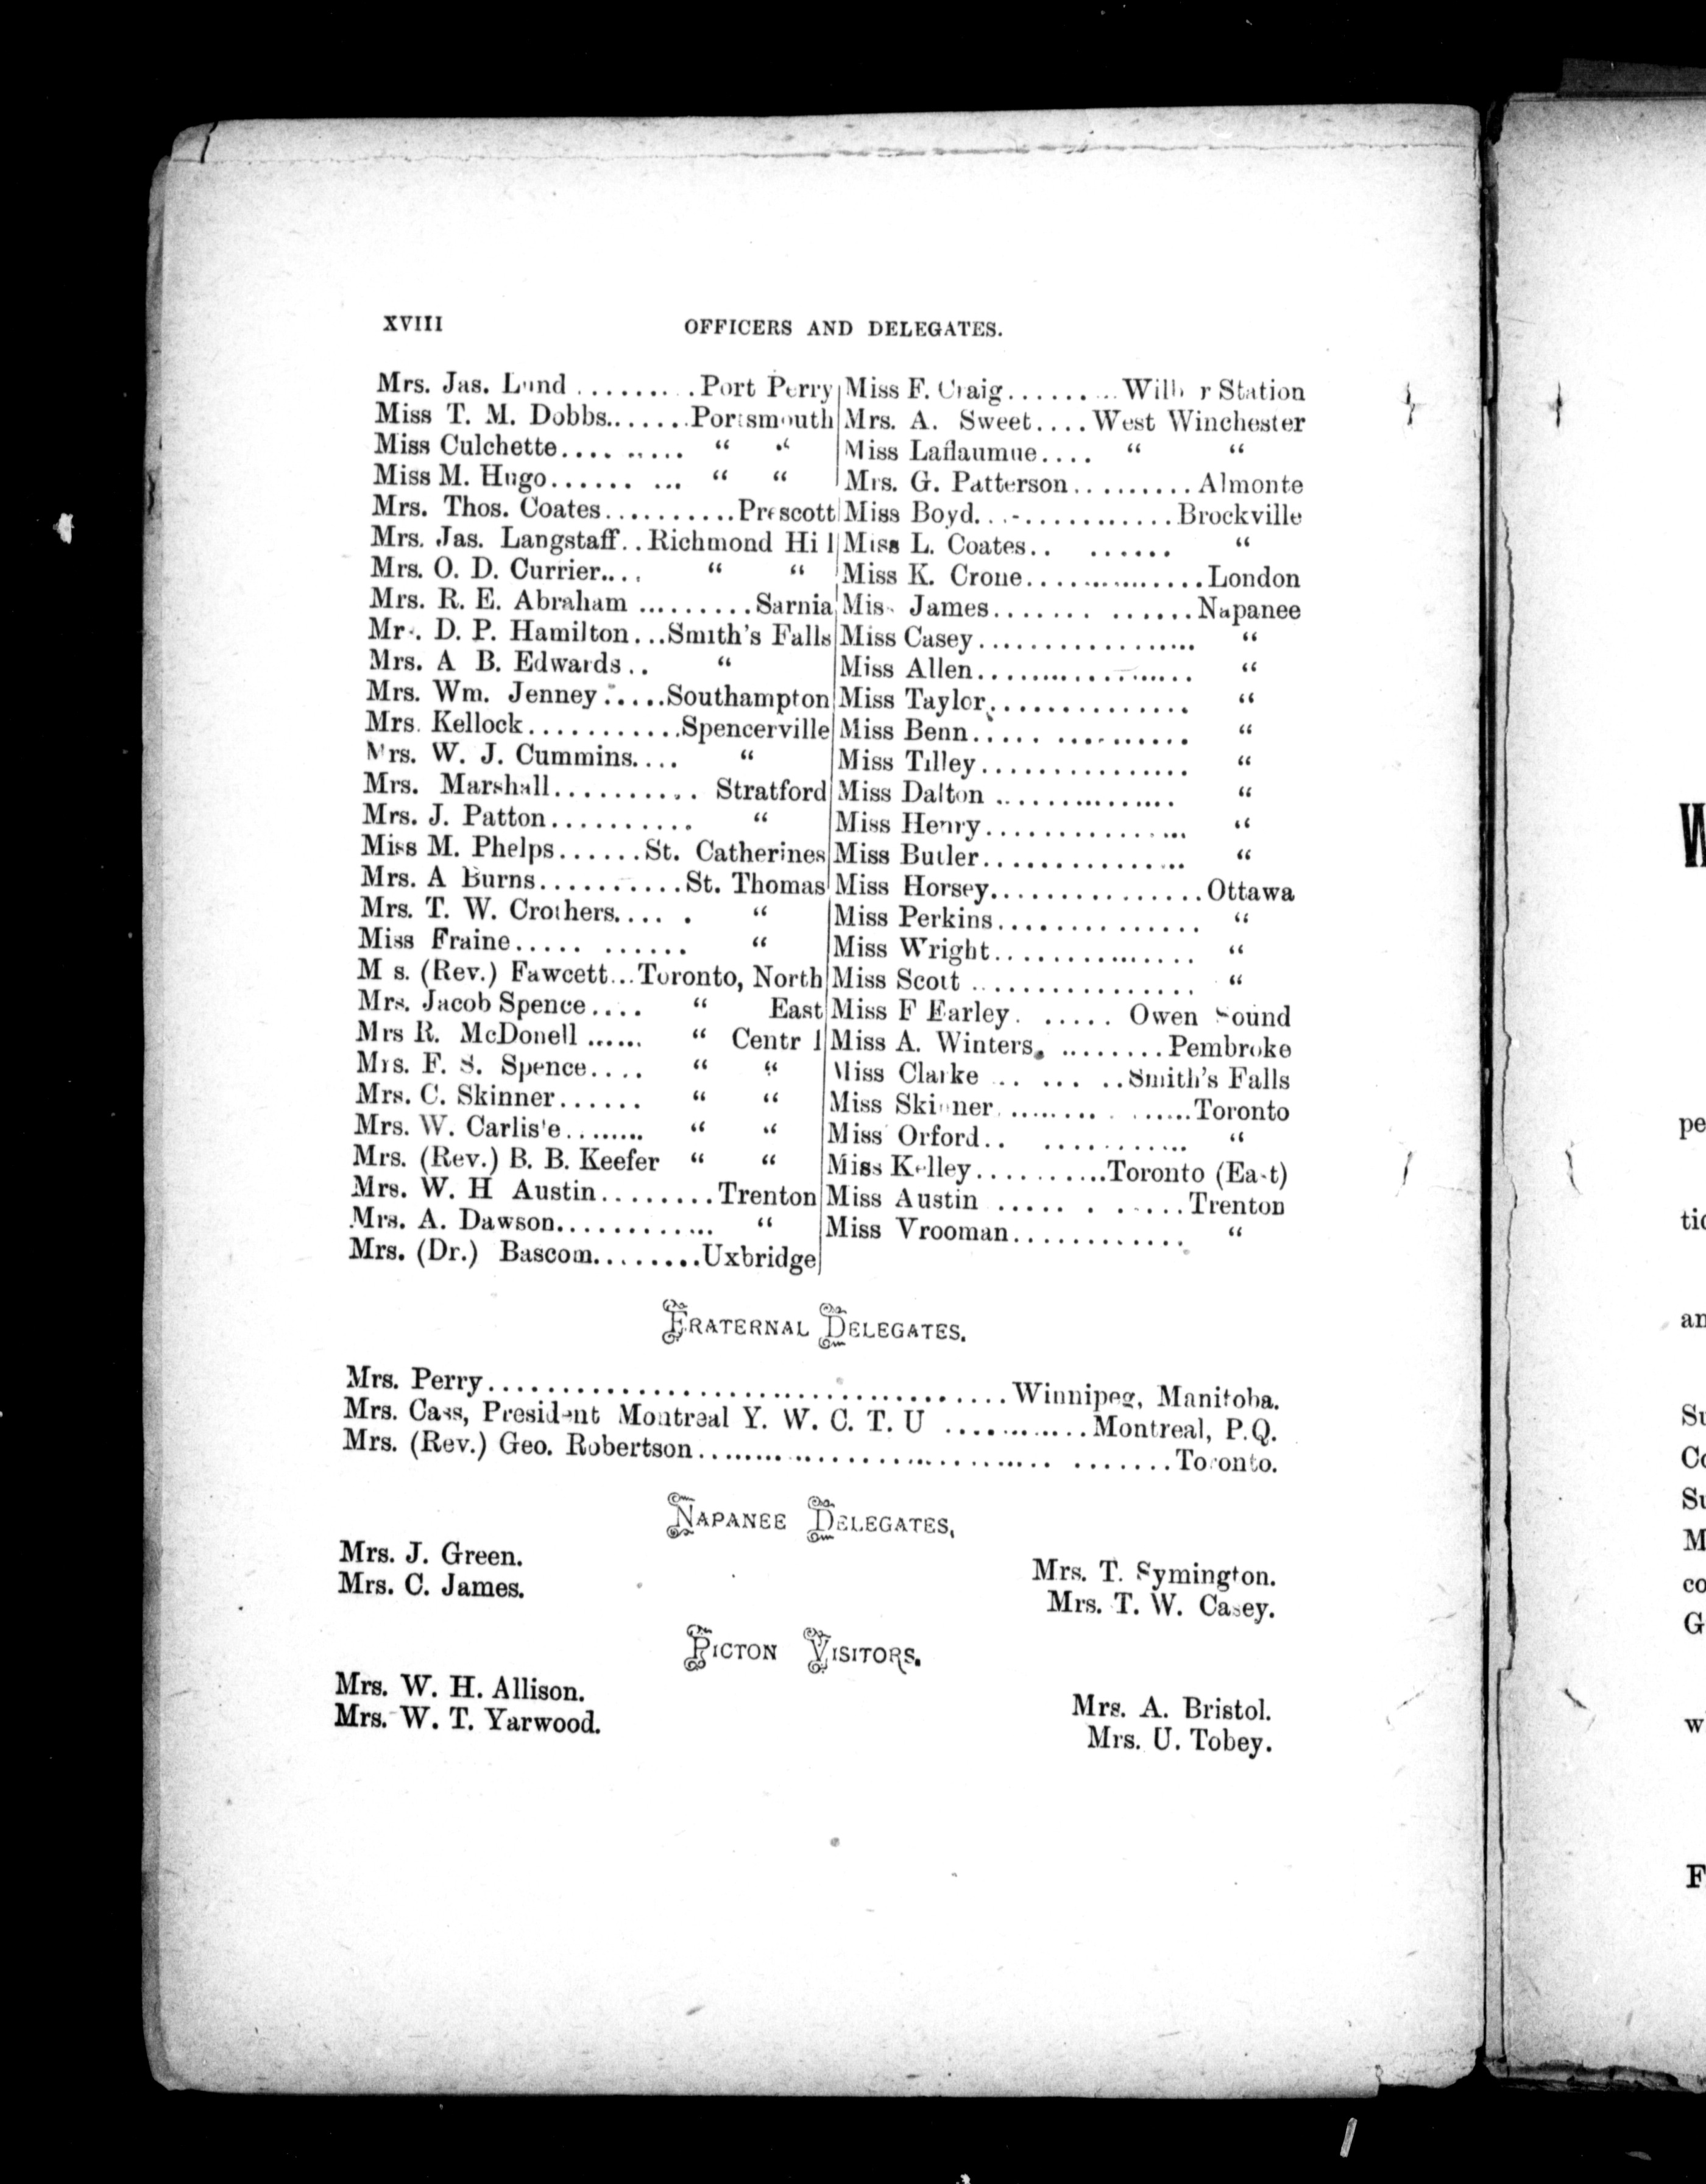 XVIII OFFICERS AND DELEGATES.
Mrs. Jas. Lund ..........Port Perry
Miss T. M. Dobbs.......Portsmouth
Miss Culchette......... " "
Miss M. Hugo......... " "
Mrs. Thos. Coates...........Prescott
Mrs. Jas. Langstaff..Richmond Hi l
Mrs. O. D. Currier.... " "
Mrs. R. E. Abraham .........Sarnia
Mrs. D. P. Hamilton...Smith's Falls
Mrs. A B. Edwards.. "
Mrs. Wm. Jenney.....Southampton
Mrs. Kellock...........Spencerville
Mrs. W. J. Cummins.... "
Mrs. Marshall.......... Stratford
Mrs. J. Patton.......... "
Miss M. Phelps......St. Catherines
Mrs. A Burns..........St. Thomas
Mrs. T. W. Crothers.... . "
Miss Fraine..... ...... "
M s. (Rev.) Fawcett...Toronto, North
Mrs. Jacob Spence.... " East
Mrs R. McDonell ...... " Centr l
Mrs. F. S. Spence.... " "
Mrs. C. Skinner...... " "
Mrs. W. Carlis'e........ " "
Mrs. (Rev.) B. B. Keefer " "
Mrs. W. H Austin........Trenton
Mrs. A. Dawson............ "
Mrs. (Dr.) Bascom........Uxbridge
Miss F. Craig......... Station
Mrs. A. Sweet....West Winchester
Miss Laflaumue.... " "
Mrs. G. Patterson.........Almonte
Miss Boyd..............Brockville
Miss L. Coates.. ...... "
Miss K. Crone..............London
Miss James....... ......Napanee
Miss Casey................. "
Miss Allen................. "
Miss Taylor............... "
Miss Benn..... .......... "
Miss Tilley................ "
Miss Dalton .............. "
Miss Henry................ "
Miss Butler............... "
Miss Horsey................Ottawa
Miss Perkins.............. "
Miss Wright.............. "
Miss Scott ................ "
Miss F Earley. ..... Owen Sound
Miss A. Winters. ........Pembroke
Miss Clarke .. ... ..Smith's Falls
Miss Skinner ........ ......Toronto
Miss Orford.. ........... "
Miss Kelley...........Toronto (East)
Miss Austin ..... . .....Trenton
Miss Vrooman............ "
FRATERNAL DELEGATES.
Mrs. Perry...................................Winnipeg, Manitoba.
Mrs. Cass, President Montreal Y. W. C. T. U ...........Montreal, P.Q.
Mrs. (Rev.) Geo. Robertson........................ .......Toronto.
NAPANEE DELEGATES.
Mrs. J. Green. Mrs. T. Symington.
Mrs. C. James. Mrs. T. W. Casey.
PICTON VISITORS.
Mrs. W. H. Allison. Mrs. A. Bristol.
Mrs. W. T. Yarwood. Mrs. U. Tobey.
W
pe
tic
an
Su
Co
Su
M
co
G
w
F